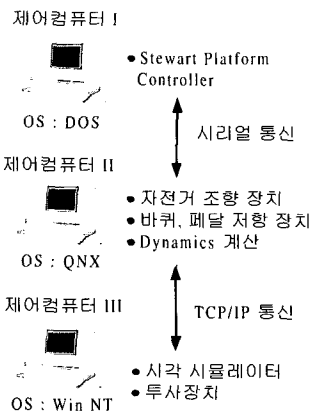 제어컴퓨터 I
• Stewart Platform
Controller
OS : DOS
시리얼 통신
제어컴퓨터 II
• 자전거 조향 장치
• 바퀴, 페달 저항 장치
• Dynamics 계산
OS : QNX
TCP/IP 통신
제어컴퓨터 III
• 시각 시뮬레이터
• 투사장치
OS : Win NT